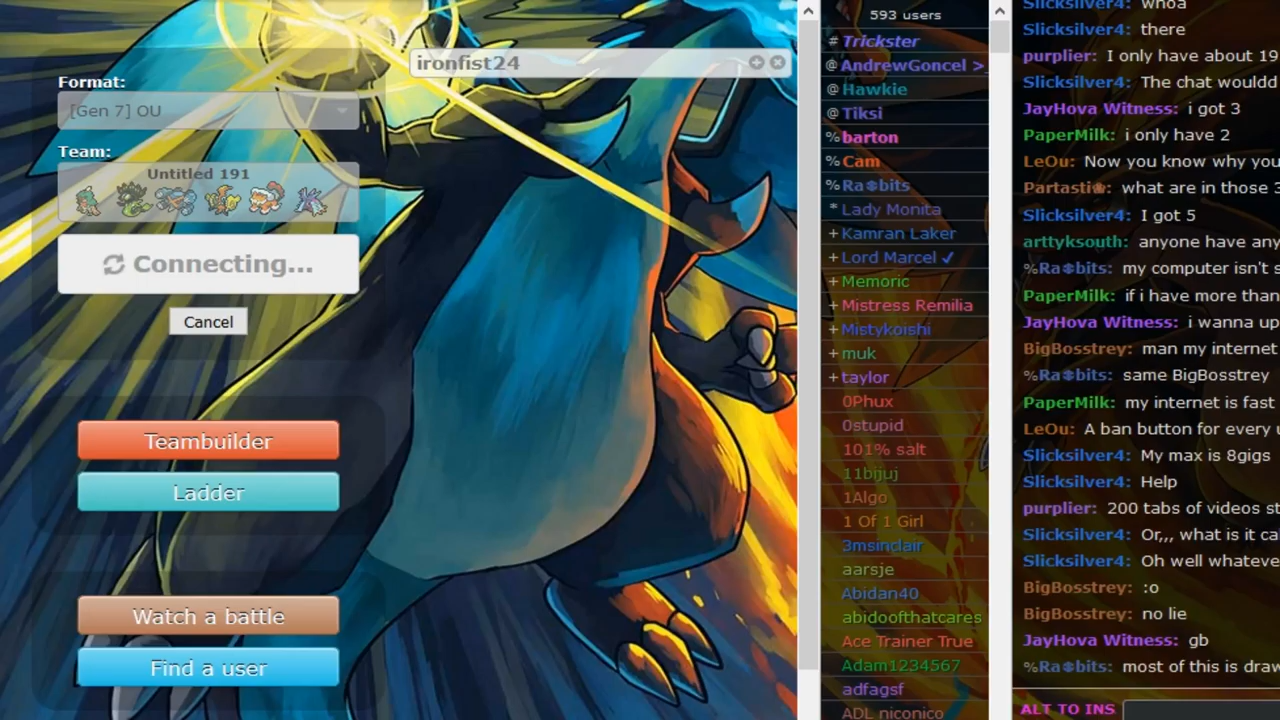 ironfist24
Format:
[Gen 7] OU
Team:
Untitled 191
Connecting...
Cancel
Teambuilder
Ladder
Watch a battle
Find a user
593 users
# Trickster
@ AndrewGoncel >_
@ Hawkie
@ Tiksi
% barton
% Cam
% Ra❄bits
* Lady Monita
+ Kamran Laker
+ Lord Marcel ✓
+ Memoric
+ Mistress Remilia
+ Mistykoishi
+ muk
+ taylor
0Phux
0stupid
101% salt
11bijuj
1Algo
1 Of 1 Girl
3msinclair
aarsje
Abidan40
abidoofthatcares
Ace Trainer True
Adam1234567
adfagsf
ADL niconico
Slicksilver4: whoa
Slicksilver4: there
purplier: I only have about 19
Slicksilver4: The chat wouldd
JayHova Witness: i got 3
PaperMilk: i only have 2
LeOu: Now you know why you
Partasti❀: what are in those 3
Slicksilver4: I got 5
arttyksouth: anyone have any
%Ra❄bits: my computer isn't s
PaperMilk: if i have more than
JayHova Witness: i wanna up
BigBosstrey: man my internet
%Ra❄bits: same BigBosstrey
PaperMilk: my internet is fast
LeOu: A ban button for every u
Slicksilver4: My max is 8gigs
Slicksilver4: Help
purplier: 200 tabs of videos st
Slicksilver4: Or,,, what is it ca
Slicksilver4: Oh well whateve
BigBosstrey: :o
BigBosstrey: no lie
JayHova Witness: gb
%Ra❄bits: most of this is draw
ALT TO INS